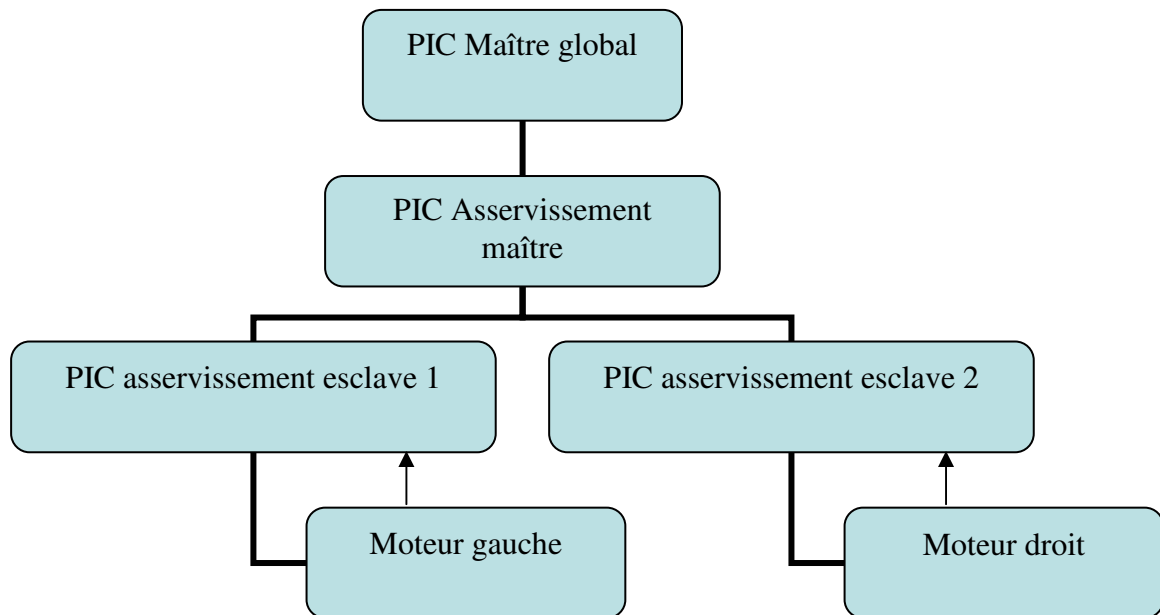 PIC Maître global
PIC Asservissement
maître
PIC asservissement esclave 1
PIC asservissement esclave 2
Moteur gauche
Moteur droit